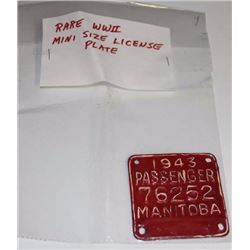 RARE WWII
MINI SIZE LICENSE
PLATE
1943
PASSENGER
76252
MANITOBA